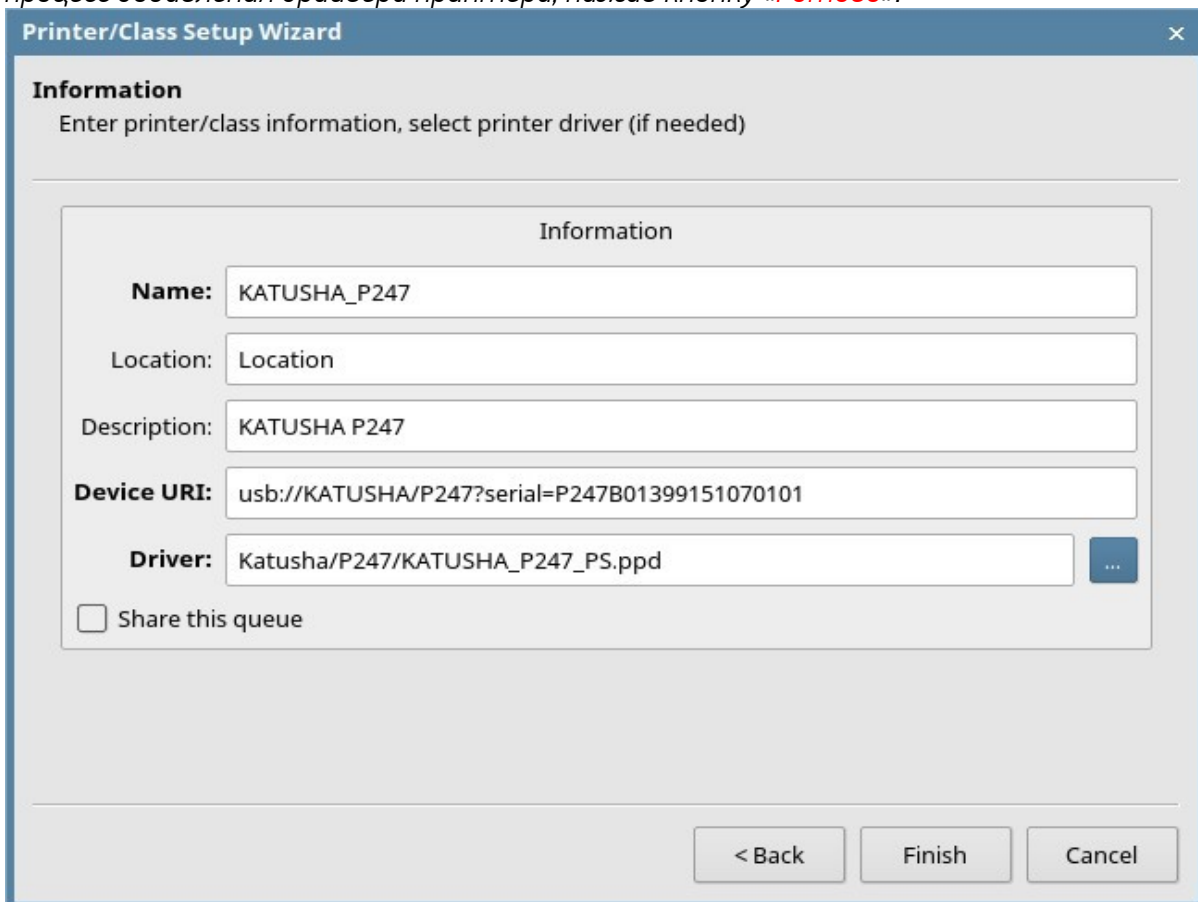 Printer/Class Setup Wizard
Information
Enter printer/class information, select printer driver (if needed)
Information
Name: KATUSHA_P247
Location: Location
Description: KATUSHA P247
Device URI: usb://KATUSHA/P247?serial=P247B01399151070101
Driver: Katusha/P247/KATUSHA_P247_PS.ppd ...
Share this queue
< Back Finish Cancel